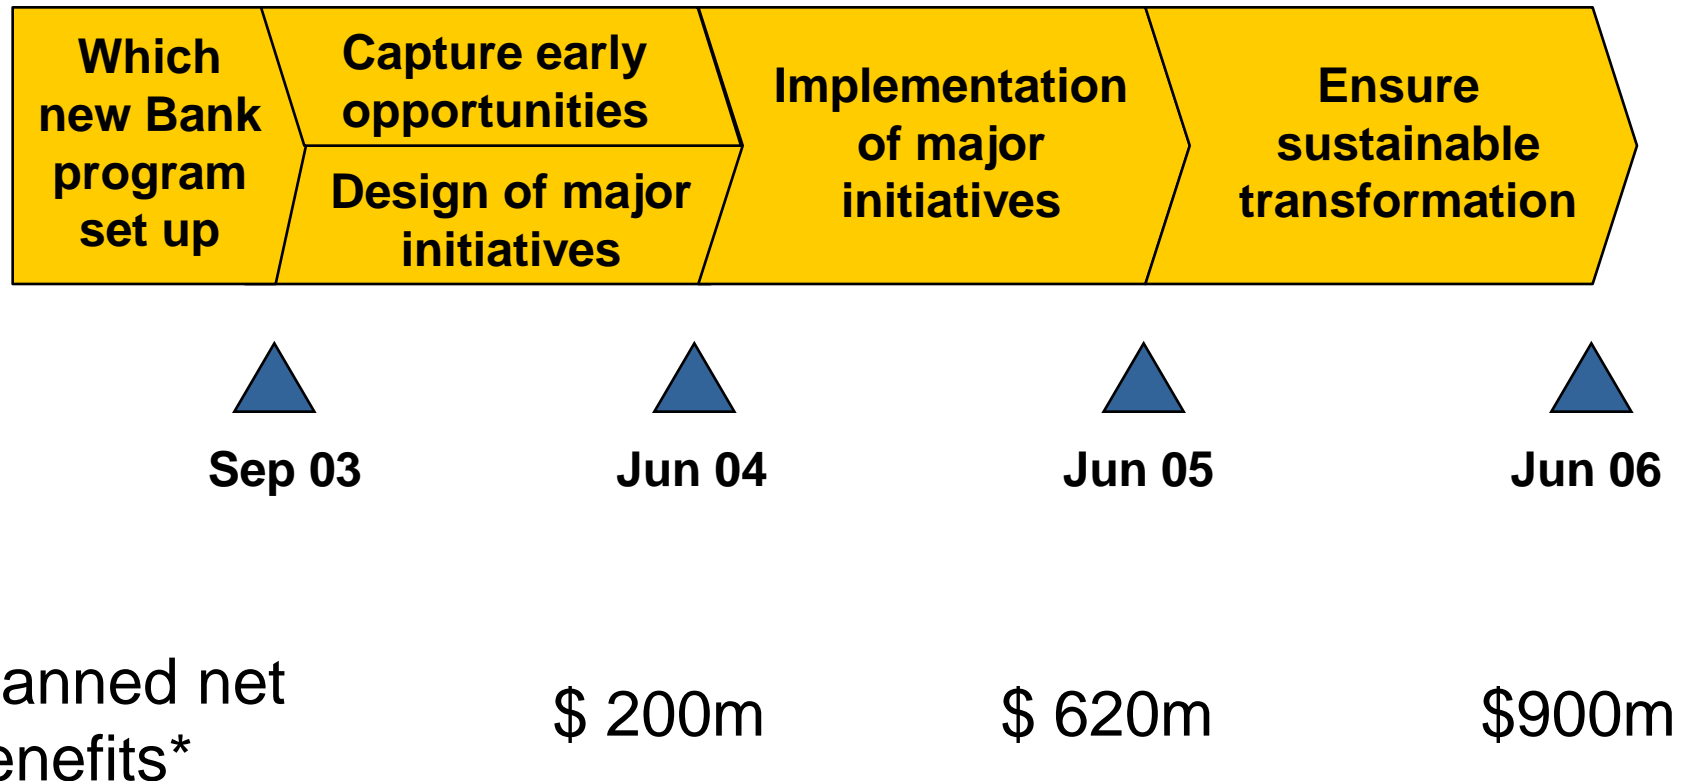 Which
new Bank
program
set up
Capture early
opportunities
Design of major
initiatives
Implementation
of major
initiatives
Ensure
sustainable
transformation
Sep 03
Jun 04
Jun 05
Jun 06
anned net
enefits*
$ 200m
$ 620m
$900m